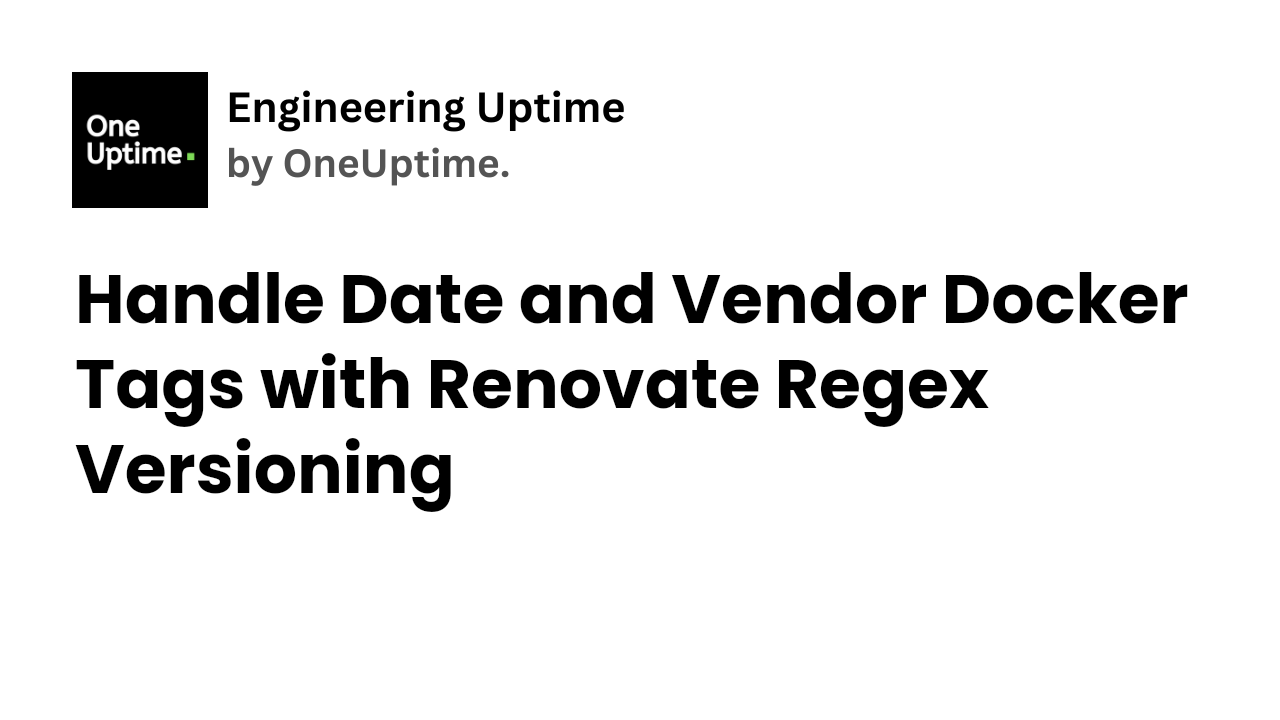 One
Uptime.
Engineering Uptime
by OneUptime.
Handle Date and Vendor Docker
Tags with Renovate Regex
Versioning